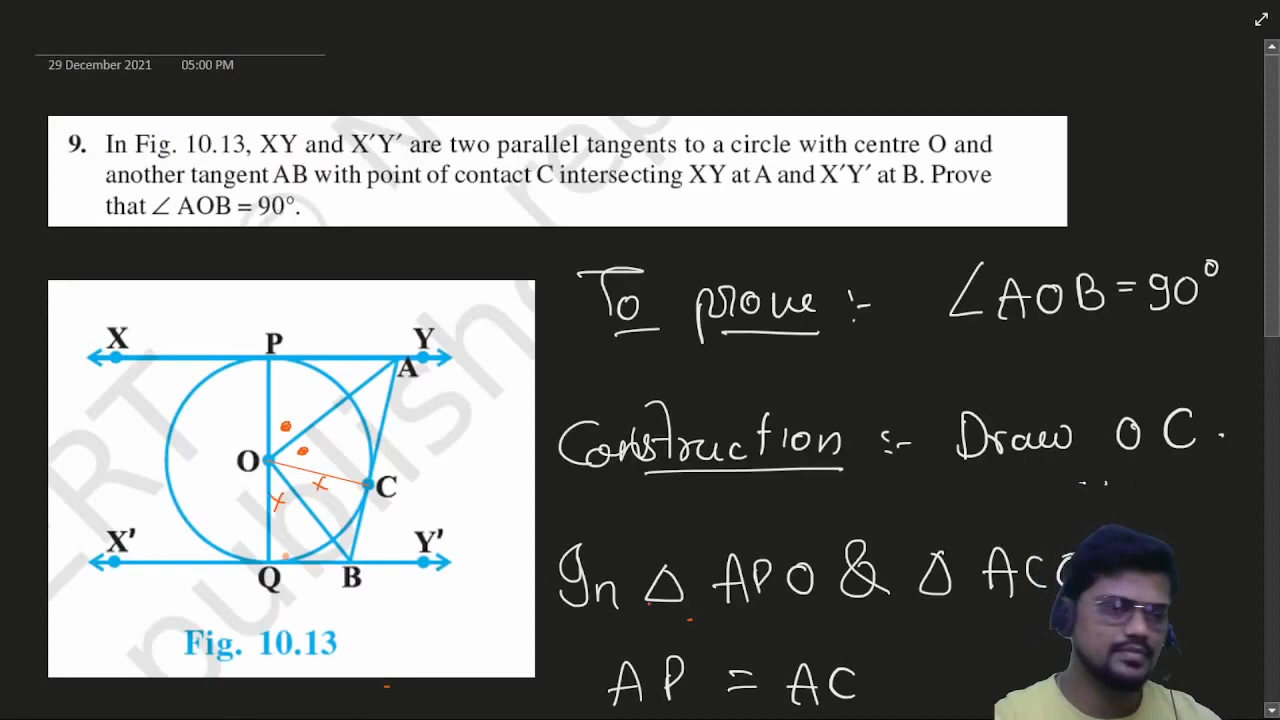 29 December 2021 05:00 PM
9. In Fig. 10.13, XY and X′Y′ are two parallel tangents to a circle with centre O and
another tangent AB with point of contact C intersecting XY at A and X′Y′ at B. Prove
that ∠ AOB = 90°.
To prove :- ∠AOB = 90°
Construction :- Draw OC.
In △ APO & △ ACO
AP = AC
X P Y
A
O
C
X' Y'
Q B
Fig. 10.13